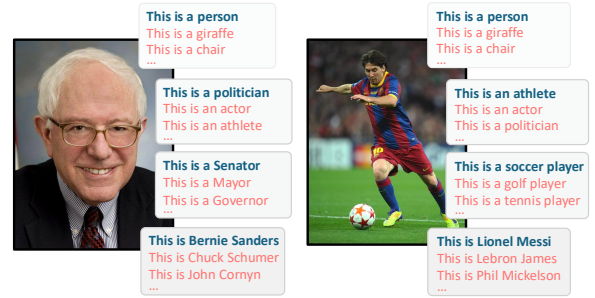 This is a person
This is a giraffe
This is a chair
...
This is a politician
This is an actor
This is an athlete
...
This is a Senator
This is a Mayor
This is a Governor
...
This is Bernie Sanders
This is Chuck Schumer
This is John Cornyn
...
This is a person
This is a giraffe
This is a chair
...
This is an athlete
This is an actor
This is a politician
...
This is a soccer player
This is a golf player
This is a tennis player
...
This is Lionel Messi
This is Lebron James
This is Phil Mickelson
...
10